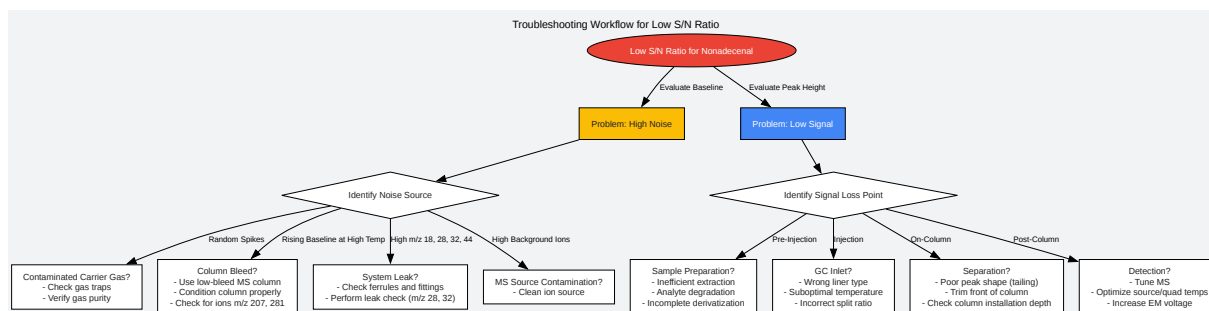 Troubleshooting Workflow for Low S/N Ratio
Low S/N Ratio for Nonadecenal
Evaluate Baseline
Evaluate Peak Height
Problem: High Noise
Problem: Low Signal
Identify Noise Source
Identify Signal Loss Point
Random Spikes
Rising Baseline at High Temp
High m/z 18, 28, 32, 44
High Background Ions
Pre-Injection
Injection
On-Column
Post-Column
Contaminated Carrier Gas?
- Check gas traps
- Verify gas purity
Column Bleed?
- Use low-bleed MS column
- Condition column properly
- Check for ions m/z 207, 281
System Leak?
- Check ferrules and fittings
- Perform leak check (m/z 28, 32)
MS Source Contamination?
- Clean ion source
Sample Preparation?
- Inefficient extraction
- Analyte degradation
- Incomplete derivatization
GC Inlet?
- Wrong liner type
- Suboptimal temperature
- Incorrect split ratio
Separation?
- Poor peak shape (tailing)
- Trim front of column
- Check column installation depth
Detection?
- Tune MS
- Optimize source/quad temps
- Increase EM voltage